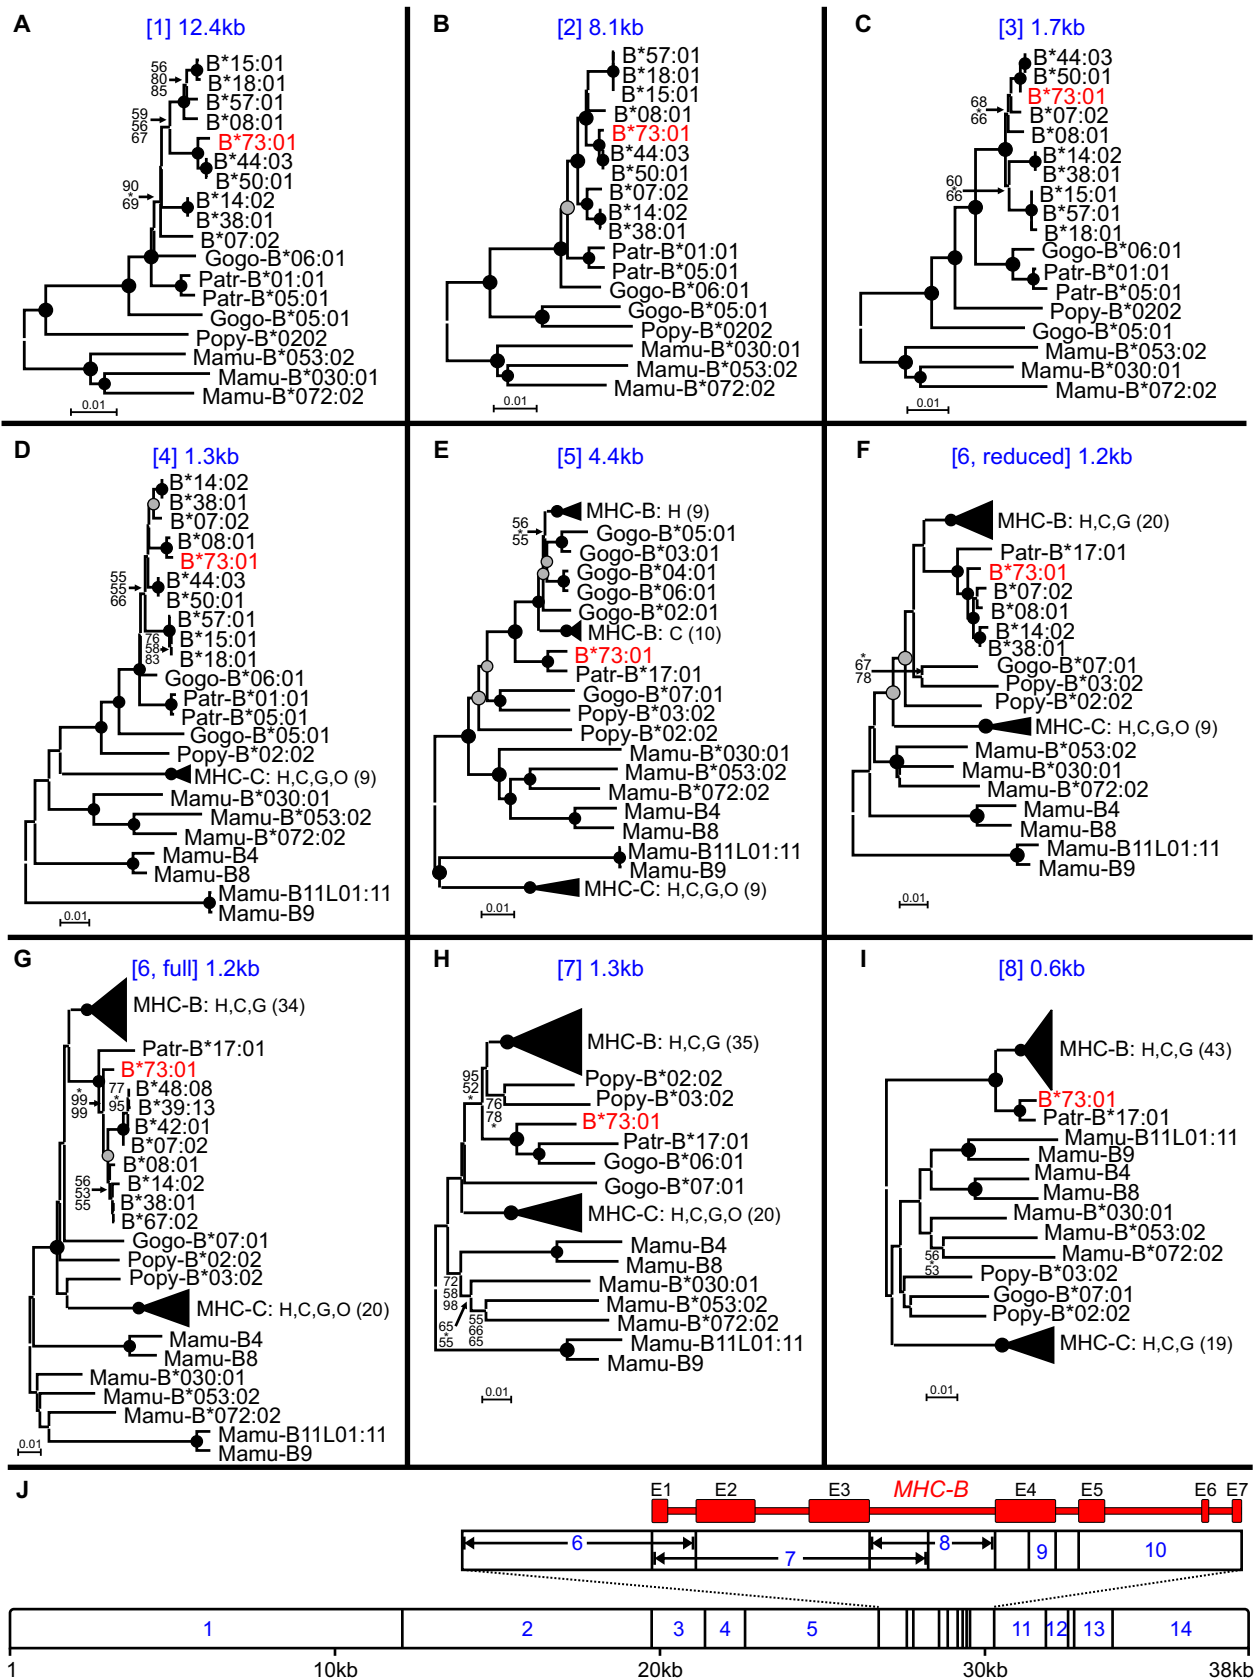 A
[1] 12.4kb
B*15:01
B*18:01
B*57:01
B*08:01
B*73:01
B*44:03
B*50:01
B*14:02
B*38:01
B*07:02
Gogo-B*06:01
Patr-B*01:01
Patr-B*05:01
Gogo-B*05:01
Popy-B*0202
Mamu-B*053:02
Mamu-B*030:01
Mamu-B*072:02
56
80
85
59
56
67
90
*
69
0.01
B
[2] 8.1kb
B*57:01
B*18:01
B*15:01
B*08:01
B*73:01
B*44:03
B*50:01
B*07:02
B*14:02
B*38:01
Patr-B*01:01
Patr-B*05:01
Gogo-B*06:01
Gogo-B*05:01
Popy-B*0202
Mamu-B*030:01
Mamu-B*053:02
Mamu-B*072:02
0.01
C
[3] 1.7kb
B*44:03
B*50:01
B*73:01
B*07:02
B*08:01
B*14:02
B*38:01
B*15:01
B*57:01
B*18:01
Gogo-B*06:01
Patr-B*01:01
Patr-B*05:01
Popy-B*0202
Gogo-B*05:01
Mamu-B*053:02
Mamu-B*030:01
Mamu-B*072:02
68
*
66
60
*
66
0.01
D
[4] 1.3kb
B*14:02
B*38:01
B*07:02
B*08:01
B*73:01
B*44:03
B*50:01
B*57:01
B*15:01
B*18:01
Gogo-B*06:01
Patr-B*01:01
Patr-B*05:01
Gogo-B*05:01
Popy-B*02:02
MHC-C: H,C,G,O (9)
Mamu-B*030:01
Mamu-B*053:02
Mamu-B*072:02
Mamu-B4
Mamu-B8
Mamu-B11L01:11
Mamu-B9
55
55
66
76
58
83
0.01
E
[5] 4.4kb
MHC-B: H (9)
Gogo-B*05:01
Gogo-B*03:01
Gogo-B*04:01
Gogo-B*06:01
Gogo-B*02:01
MHC-B: C (10)
B*73:01
Patr-B*17:01
Gogo-B*07:01
Popy-B*03:02
Popy-B*02:02
Mamu-B*030:01
Mamu-B*053:02
Mamu-B*072:02
Mamu-B4
Mamu-B8
Mamu-B11L01:11
Mamu-B9
MHC-C: H,C,G,O (9)
56
*
55
0.01
F
[6, reduced] 1.2kb
MHC-B: H,C,G (20)
Patr-B*17:01
B*73:01
B*07:02
B*08:01
B*14:02
B*38:01
Gogo-B*07:01
Popy-B*03:02
Popy-B*02:02
MHC-C: H,C,G,O (9)
Mamu-B*053:02
Mamu-B*030:01
Mamu-B*072:02
Mamu-B4
Mamu-B8
Mamu-B11L01:11
Mamu-B9
*
67
78
0.01
G
[6, full] 1.2kb
MHC-B: H,C,G (34)
Patr-B*17:01
B*73:01
B*48:08
B*39:13
B*42:01
B*07:02
B*08:01
B*14:02
B*38:01
B*67:02
Gogo-B*07:01
Popy-B*02:02
Popy-B*03:02
MHC-C: H,C,G,O (20)
Mamu-B4
Mamu-B8
Mamu-B*030:01
Mamu-B*053:02
Mamu-B*072:02
Mamu-B11L01:11
Mamu-B9
*
99
99
77
*
95
56
53
55
0.01
H
[7] 1.3kb
MHC-B: H,C,G (35)
Popy-B*02:02
Popy-B*03:02
B*73:01
Patr-B*17:01
Gogo-B*06:01
Gogo-B*07:01
MHC-C: H,C,G,O (20)
Mamu-B4
Mamu-B8
Mamu-B*030:01
Mamu-B*053:02
Mamu-B*072:02
Mamu-B11L01:11
Mamu-B9
95
52
*
76
78
*
72
58
98
65
*
55
55
66
65
0.01
I
[8] 0.6kb
MHC-B: H,C,G (43)
B*73:01
Patr-B*17:01
Mamu-B11L01:11
Mamu-B9
Mamu-B4
Mamu-B8
Mamu-B*030:01
Mamu-B*053:02
Mamu-B*072:02
Popy-B*03:02
Gogo-B*07:01
Popy-B*02:02
MHC-C: H,C,G (19)
56
*
53
0.01
J
E1 E2 E3 MHC-B E4 E5 E6 E7
6 7 8 9 10
1 2 3 4 5 11 12 13 14
1 10kb 20kb 30kb 38kb